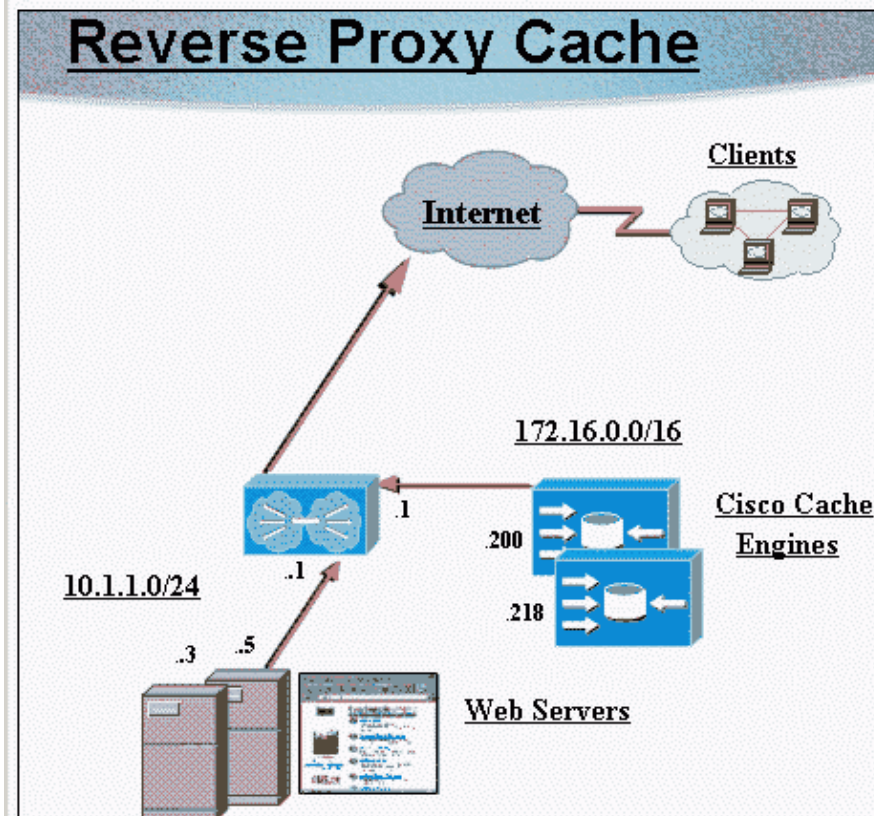 Reverse Proxy Cache
Clients
Internet
172.16.0.0/16
.1
.200
Cisco Cache
Engines
.218
..1
10.1.1.0/24
..3
..5
Web Servers